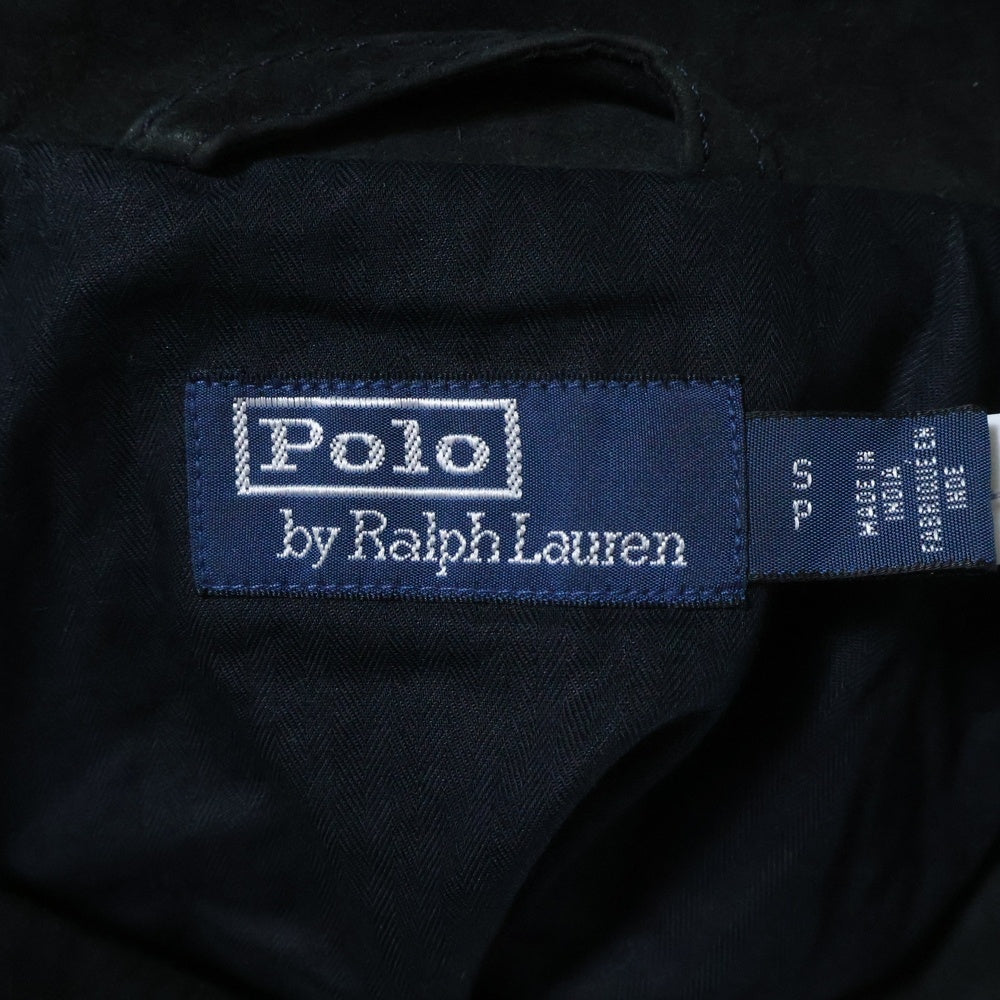 Polo
by Ralph Lauren
S
P
MADE IN
INDIA
FABRIQUE EN
INDE